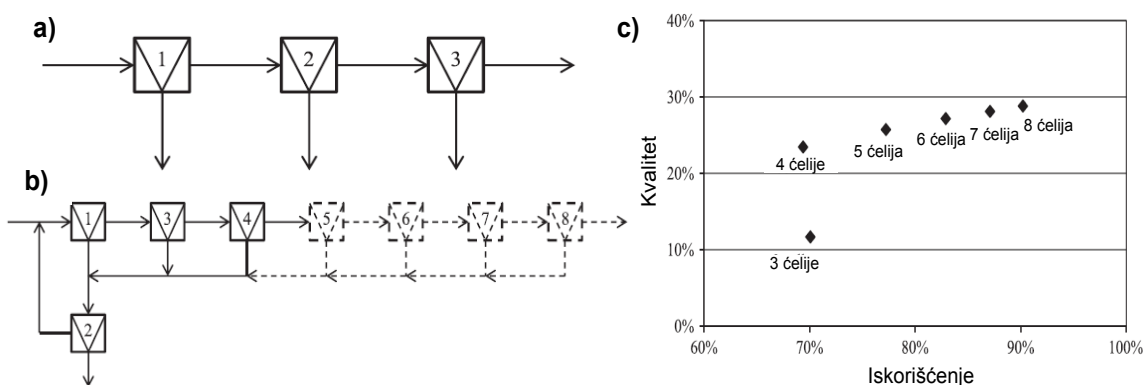 a)
1
2
3
b)
1
3
4
5
6
7
8
2
c)
Kvalitet
40%
30%
20%
10%
0%
4 ćelije
5 ćelija
6 ćelija
7 ćelija
8 ćelija
3 ćelije
60%
70%
80%
90%
100%
Iskorišćenje